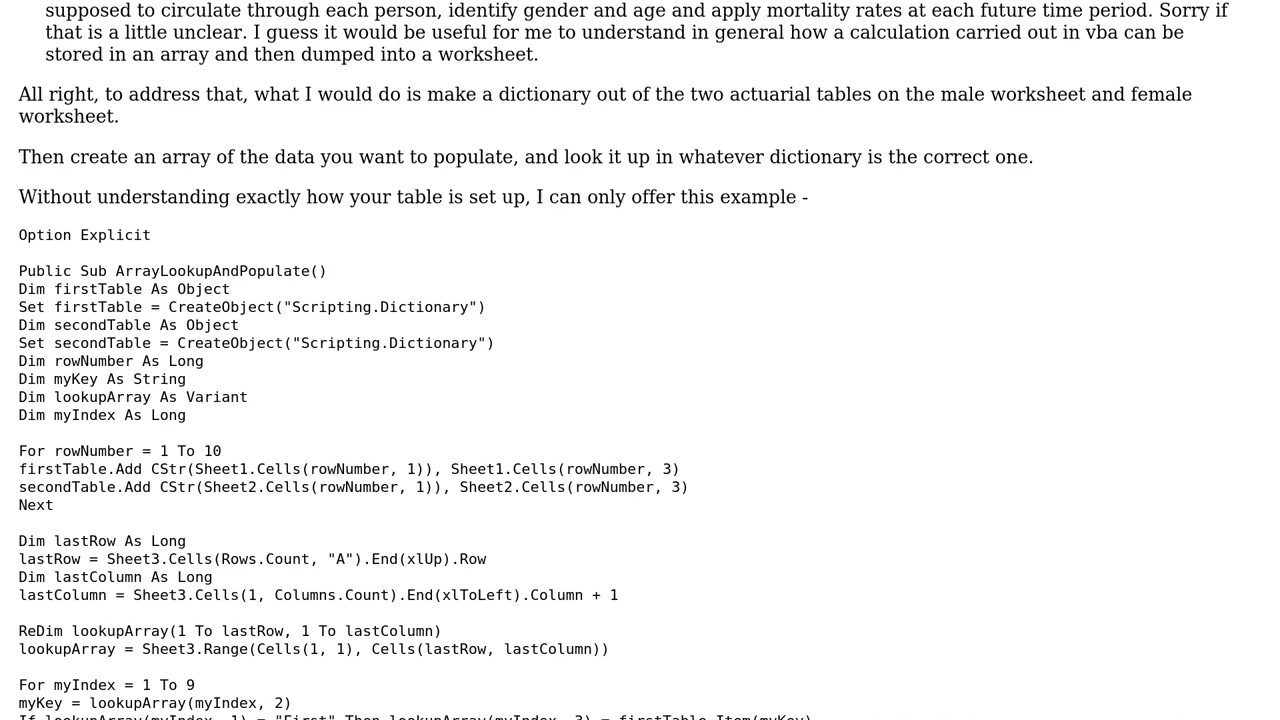 supposed to circulate through each person, identify gender and age and apply mortality rates at each future time period. Sorry if
that is a little unclear. I guess it would be useful for me to understand in general how a calculation carried out in vba can be
stored in an array and then dumped into a worksheet.
All right, to address that, what I would do is make a dictionary out of the two actuarial tables on the male worksheet and female
worksheet.
Then create an array of the data you want to populate, and look it up in whatever dictionary is the correct one.
Without understanding exactly how your table is set up, I can only offer this example -
Option Explicit
Public Sub ArrayLookupAndPopulate()
Dim firstTable As Object
Set firstTable = CreateObject("Scripting.Dictionary")
Dim secondTable As Object
Set secondTable = CreateObject("Scripting.Dictionary")
Dim rowNumber As Long
Dim myKey As String
Dim lookupArray As Variant
Dim myIndex As Long
For rowNumber = 1 To 10
firstTable.Add CStr(Sheet1.Cells(rowNumber, 1)), Sheet1.Cells(rowNumber, 3)
secondTable.Add CStr(Sheet2.Cells(rowNumber, 1)), Sheet2.Cells(rowNumber, 3)
Next
Dim lastRow As Long
lastRow = Sheet3.Cells(Rows.Count, "A").End(xlUp).Row
Dim lastColumn As Long
lastColumn = Sheet3.Cells(1, Columns.Count).End(xlToLeft).Column + 1
ReDim lookupArray(1 To lastRow, 1 To lastColumn)
lookupArray = Sheet3.Range(Cells(1, 1), Cells(lastRow, lastColumn))
For myIndex = 1 To 9
myKey = lookupArray(myIndex, 2)
If lookupArray(myIndex, 1) = "First" Then lookupArray(myIndex, 3) = firstTable.Item(myKey)